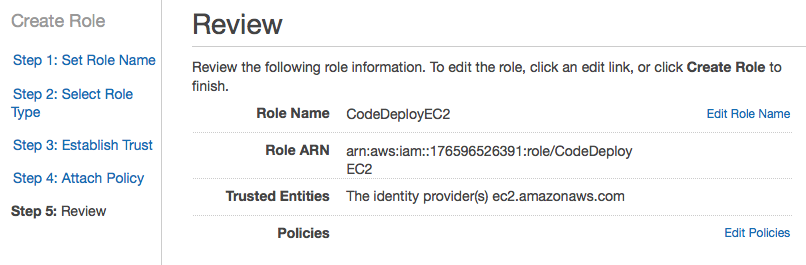 Create Role
Step 1: Set Role Name
Step 2: Select Role
Type
Step 3: Establish Trust
Step 4: Attach Policy
Step 5: Review
Review
Review the following role information. To edit the role, click an edit link, or click Create Role to
finish.
Role Name CodeDeployEC2 Edit Role Name
Role ARN arn:aws:iam::176596526391:role/CodeDeploy
EC2
Trusted Entities The identity provider(s) ec2.amazonaws.com
Policies Edit Policies